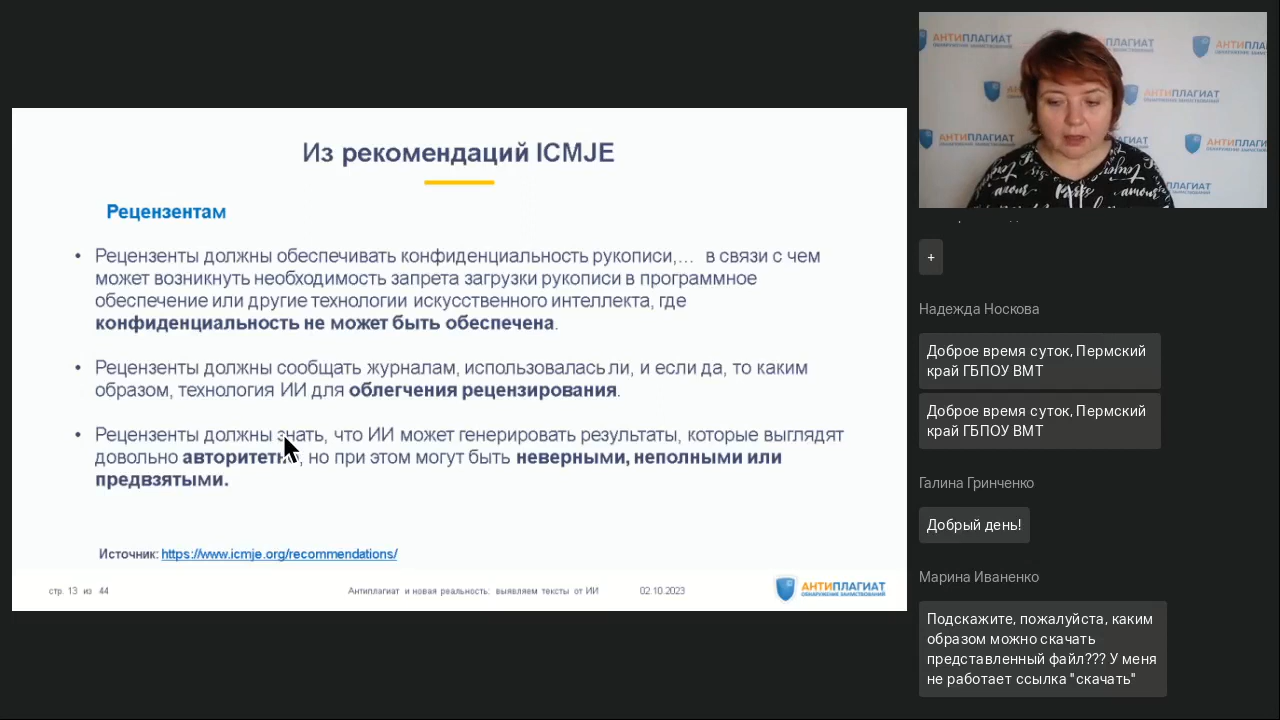 Из рекомендаций ICMJE
Рецензентам
• Рецензенты должны обеспечивать конфиденциальность рукописи,... в связи с чем
может возникнуть необходимость запрета загрузки рукописи в программное
обеспечение или другие технологии искусственного интеллекта, где
конфиденциальность не может быть обеспечена.
• Рецензенты должны сообщать журналам, использовалась ли, и если да, то каким
образом, технология ИИ для облегчения рецензирования.
• Рецензенты должны знать, что ИИ может генерировать результаты, которые выглядят
довольно , но при этом могут быть неверными, неполными или
предвзятыми.
Источник: https://www.icmje.org/recommendations/
стр. 13 из 44
Антиплагиат и новая реальность: выявляем тексты от ИИ
02.10.2023
АНТИПЛАГИАТ
ОБНАРУЖЕНИЕ ЗАИМСТВОВАНИЙ
АНТИПЛАГИАТ
+
Надежда Носкова
Доброе время суток, Пермский
край ГБПОУ ВМТ
Доброе время суток, Пермский
край ГБПОУ ВМТ
Галина Гринченко
Добрый день!
Марина Иваненко
Подскажите, пожалуйста, каким
образом можно скачать
представленный файл??? У меня
не работает ссылка "скачать"